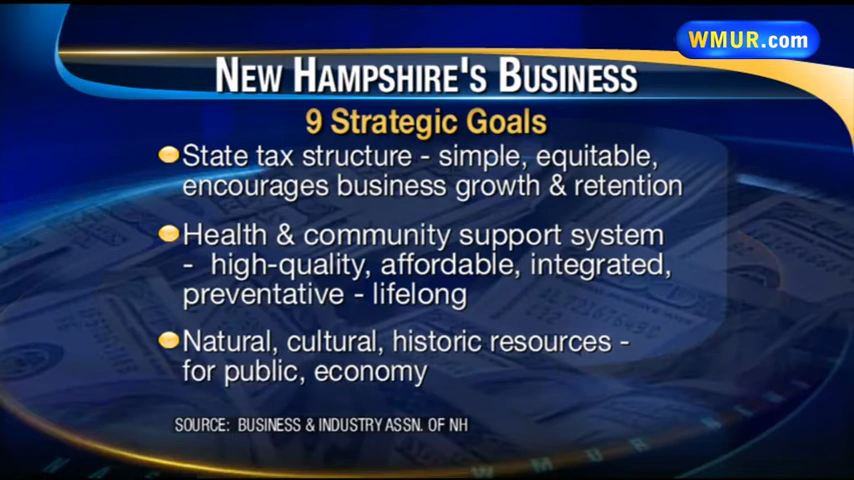 WMUR.com
NEW HAMPSHIRE'S BUSINESS
9 Strategic Goals
State tax structure - simple, equitable,
encourages business growth & retention
Health & community support system
- high-quality, affordable, integrated,
preventative - lifelong
Natural, cultural, historic resources -
for public, economy
SOURCE: BUSINESS & INDUSTRY ASSN. OF NH